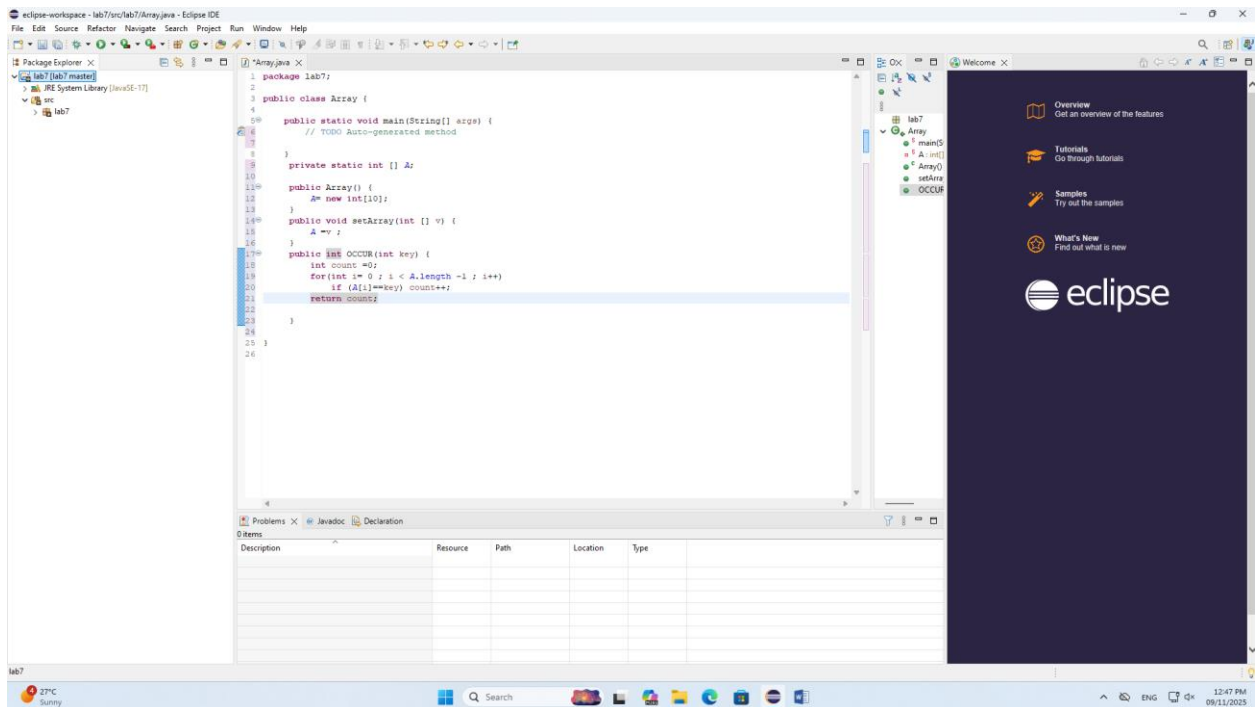 eclipse-workspace - lab7/src/lab7/Array.java - Eclipse IDE
File Edit Source Refactor Navigate Search Project Run Window Help
Package Explorer
lab7 [lab7 master]
JRE System Library [JavaSE-17]
src
lab7
*Array.java
1 package lab7;
2
3 public class Array {
4
5 public static void main(String[] args) {
6 // TODO Auto-generated method
7
8 }
9 private static int [] A;
10
11 public Array() {
12 A= new int[10];
13 }
14 public void setArray(int [] v) {
15 A =v ;
16 }
17 public int OCCUR(int key) {
18 int count =0;
19 for(int i= 0 ; i < A.length -1 ; i++)
20 if (A[i]==key) count++;
21 return count;
22
23 }
24
25 }
26
lab7
Array
main(S
A : int[]
Array()
setArra
OCCUR
Welcome
Overview
Get an overview of the features
Tutorials
Go through tutorials
Samples
Try out the samples
What's New
Find out what is new
eclipse
Problems Javadoc Declaration
0 items
Description Resource Path Location Type
lab7
27°C
Sunny
Search
ENG
12:47 PM
09/11/2025